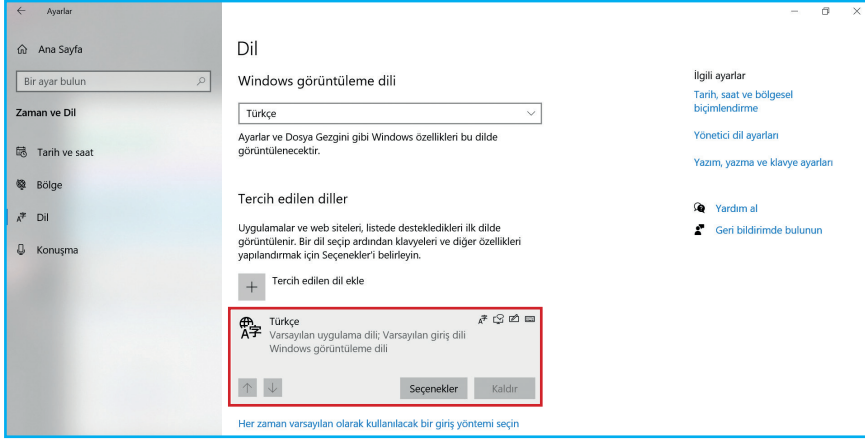 Ayarlar
Ana Sayfa
Bir ayar bulun
Zaman ve Dil
Tarih ve saat
Bölge
Dil
Konuşma
Dil
Windows görüntüleme dili
Türkçe
Ayarlar ve Dosya Gezgini gibi Windows özellikleri bu dilde
görüntülenecektir.
Tercih edilen diller
Uygulamalar ve web siteleri, listede destekledikleri ilk dilde
görüntülenir. Bir dil seçip ardından klavyeleri ve diğer özellikleri
yapılandırmak için Seçenekler'i belirleyin.
Tercih edilen dil ekle
Türkçe
Varsayılan uygulama dili; Varsayılan giriş dili
Windows görüntüleme dili
Seçenekler
Kaldır
Her zaman varsayılan olarak kullanılacak bir giriş yöntemi seçin
İlgili ayarlar
Tarih, saat ve bölgesel
biçimlendirme
Yönetici dil ayarları
Yazım, yazma ve klavye ayarları
Yardım al
Geri bildirimde bulunun